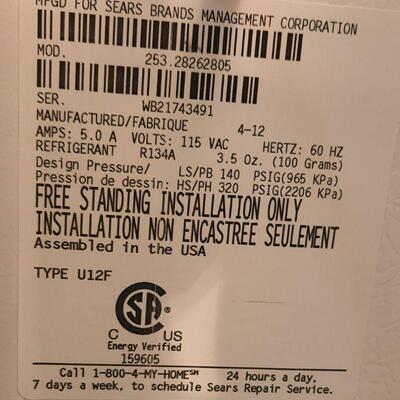 MFGD FOR SEARS BRANDS MANAGEMENT CORPORATION
MOD. 253.28262805
SER. WB21743491
MANUFACTURED/FABRIQUE 4-12
AMPS: 5.0 A VOLTS: 115 VAC HERTZ: 60 HZ
REFRIGERANT R134A 3.5 Oz. (100 Grams)
Design Pressure/ LS/PB 140 PSIG(965 KPa)
Pression de dessin: HS/PH 320 PSIG(2206 KPa)
FREE STANDING INSTALLATION ONLY
INSTALLATION NON ENCASTREE SEULEMENT
Assembled in the USA
TYPE U12F
CSA
C US
Energy Verified
159605
Call 1-800-4-MY-HOME℠ 24 hours a day,
7 days a week, to schedule Sears Repair Service.